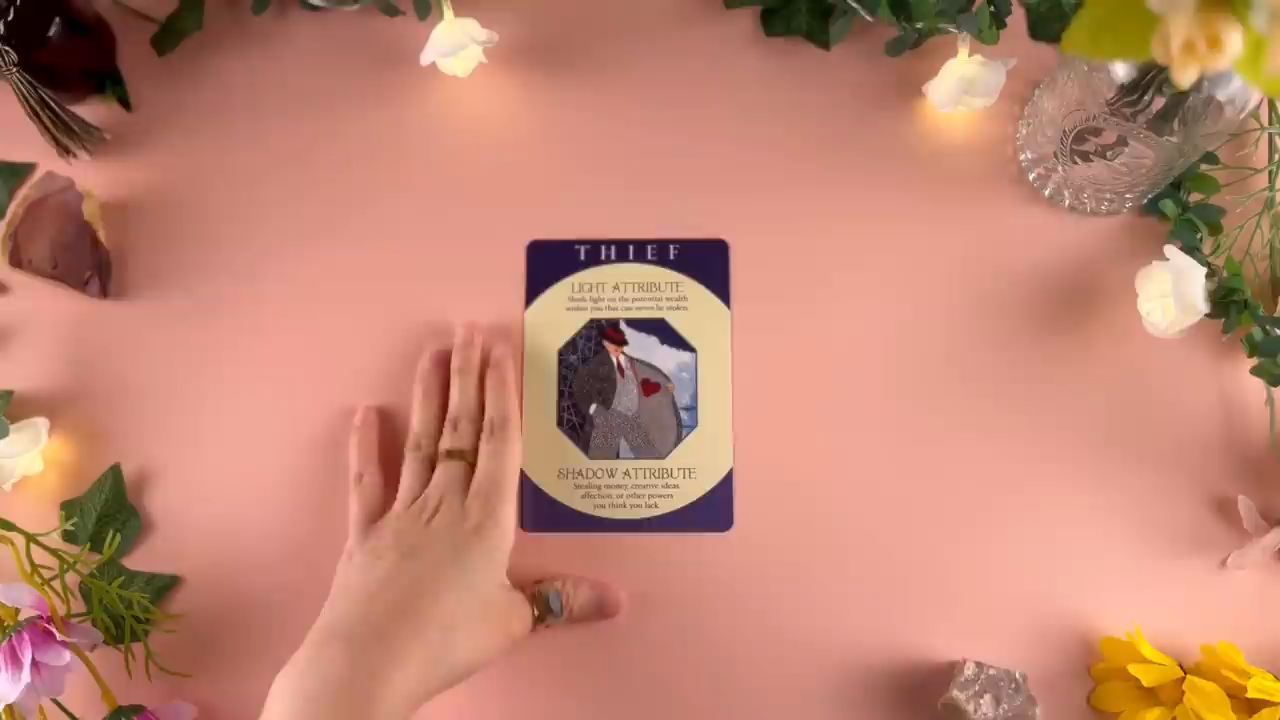 THIEF
LIGHT ATTRIBUTE
Sheds light on the potential wealth
within you that can never be stolen.
SHADOW ATTRIBUTE
Stealing money, creative ideas,
affection, or other powers
you think you lack.